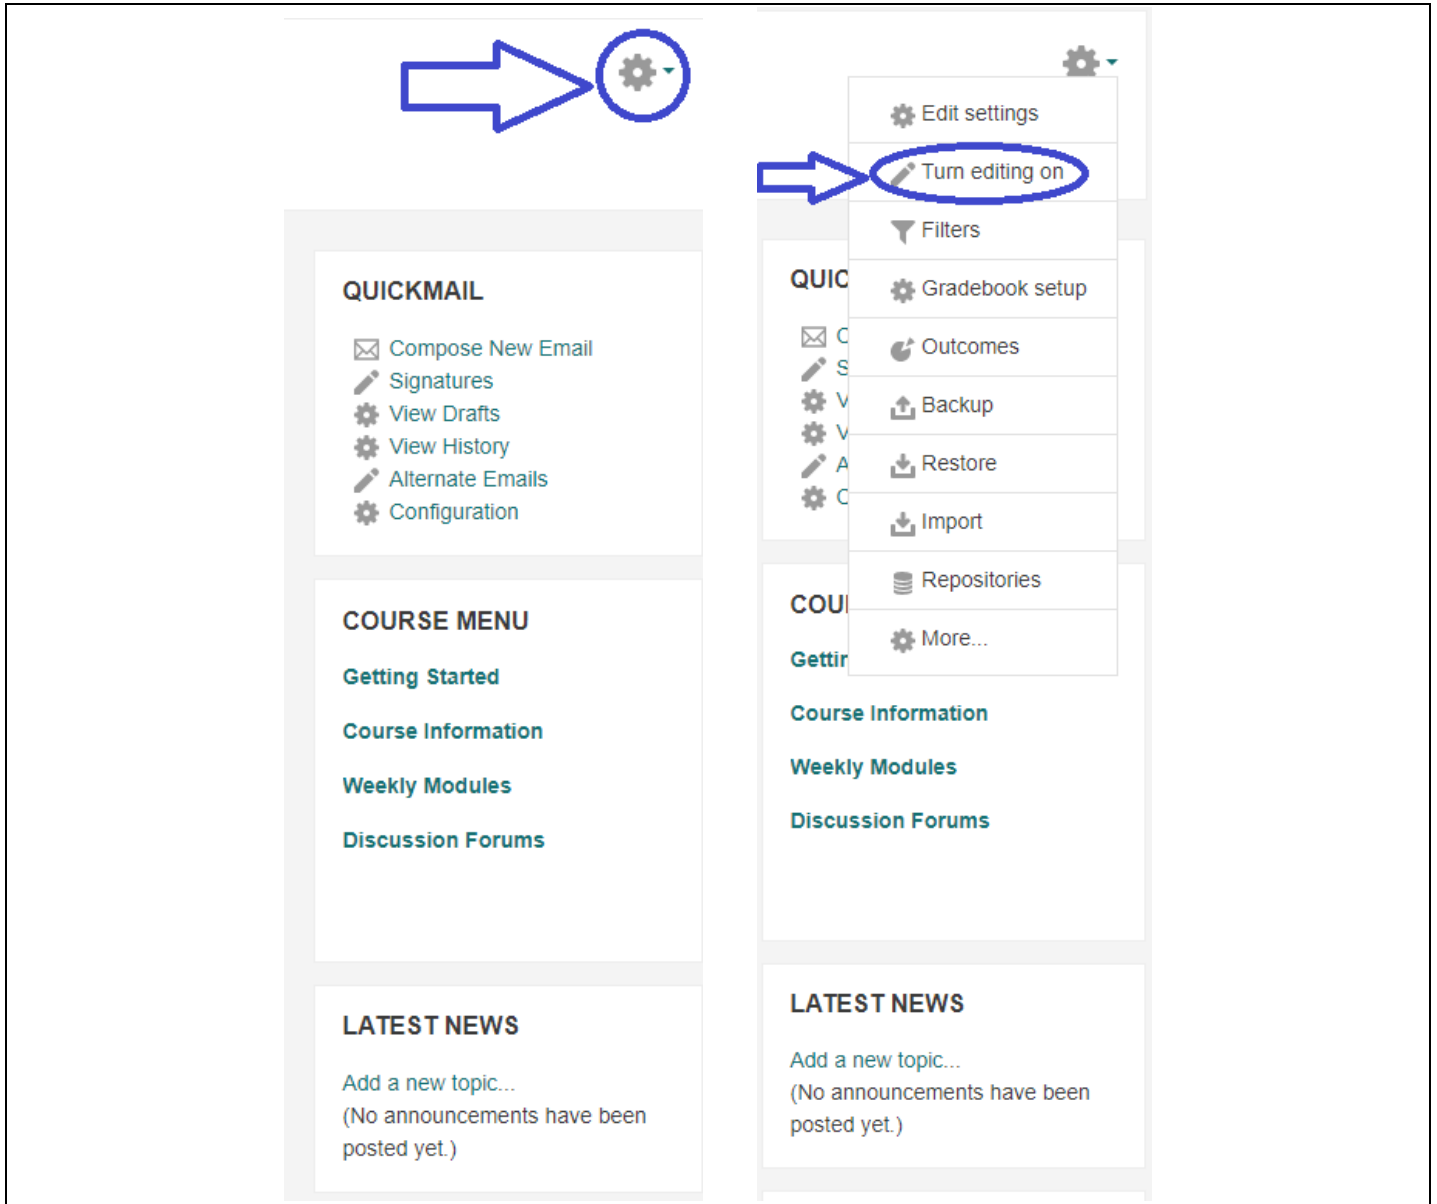 QUICKMAIL
Compose New Email
Signatures
View Drafts
View History
Alternate Emails
Configuration
COURSE MENU
Getting Started
Course Information
Weekly Modules
Discussion Forums
LATEST NEWS
Add a new topic...
(No announcements have been
posted yet.)
Edit settings
Turn editing on
Filters
Gradebook setup
Outcomes
Backup
Restore
Import
Repositories
More...
QUIC
C
S
V
V
A
C
COU
Gettin
Course Information
Weekly Modules
Discussion Forums
LATEST NEWS
Add a new topic...
(No announcements have been
posted yet.)